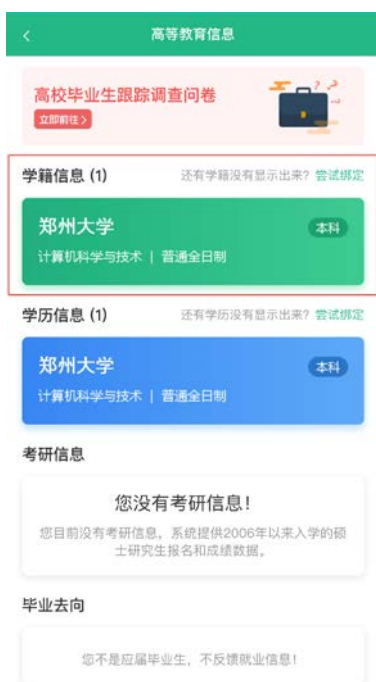 高等教育信息
高校毕业生跟踪调查问卷
立即前往>
学籍信息 (1) 还有学籍没有显示出来? 尝试绑定
郑州大学 本科
计算机科学与技术 | 普通全日制
学历信息 (1) 还有学历没有显示出来? 尝试绑定
郑州大学 本科
计算机科学与技术 | 普通全日制
考研信息
您没有考研信息!
您目前没有考研信息，系统提供2006年以来入学的硕
士研究生报名和成绩数据。
毕业去向
您不是应届毕业生，不反馈就业信息!